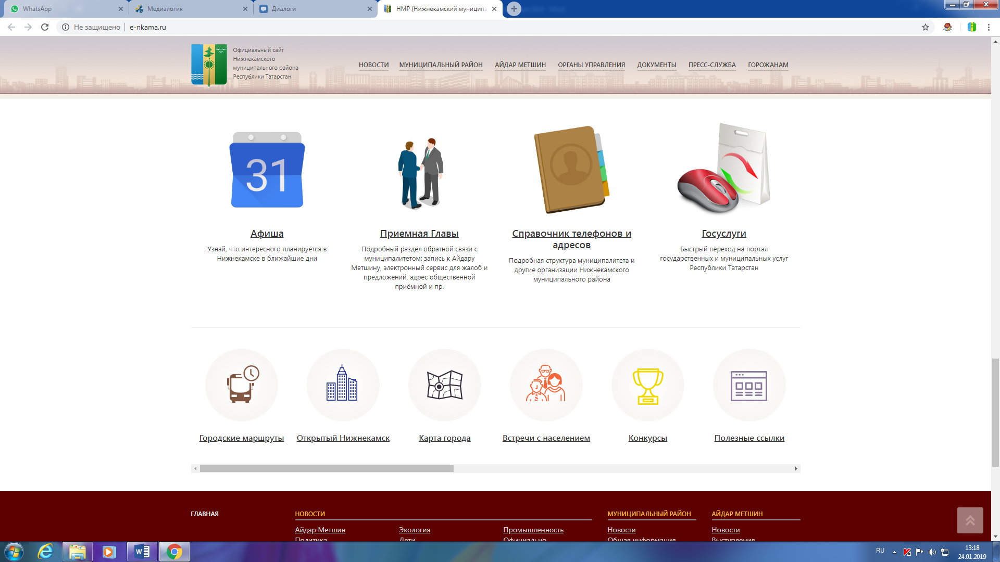 WhatsApp
Медиалогия
Диалоги
НМР (Нижнекамский муниципа
Не защищено
e-nkama.ru
Официальный сайт
Нижнекамского
муниципального района
Республики Татарстан
НОВОСТИ
МУНИЦИПАЛЬНЫЙ РАЙОН
АЙДАР МЕТШИН
ОРГАНЫ УПРАВЛЕНИЯ
ДОКУМЕНТЫ
ПРЕСС-СЛУЖБА
ГОРОЖАНАМ
31
Афиша
Узнай, что интересного планируется в
Нижнекамске в ближайшие дни
Приемная Главы
Подробный раздел обратной связи с
муниципалитетом: запись к Айдару
Метшину, электронный сервис для жалоб и
предложений, адрес общественной
приёмной и пр.
Справочник телефонов и
адресов
Подробная структура муниципалитета и
другие организации Нижнекамского
муниципального района
Госуслуги
Быстрый переход на портал
государственных и муниципальных услуг
Республики Татарстан
Городские маршруты
Открытый Нижнекамск
Карта города
Встречи с населением
Конкурсы
Полезные ссылки
ГЛАВНАЯ
НОВОСТИ
Айдар Метшин
Экология
Промышленность
Политика
Дети
Официально
МУНИЦИПАЛЬНЫЙ РАЙОН
Новости
Общая информация
АЙДАР МЕТШИН
Новости
Выступления
RU
13:18
24.01.2019